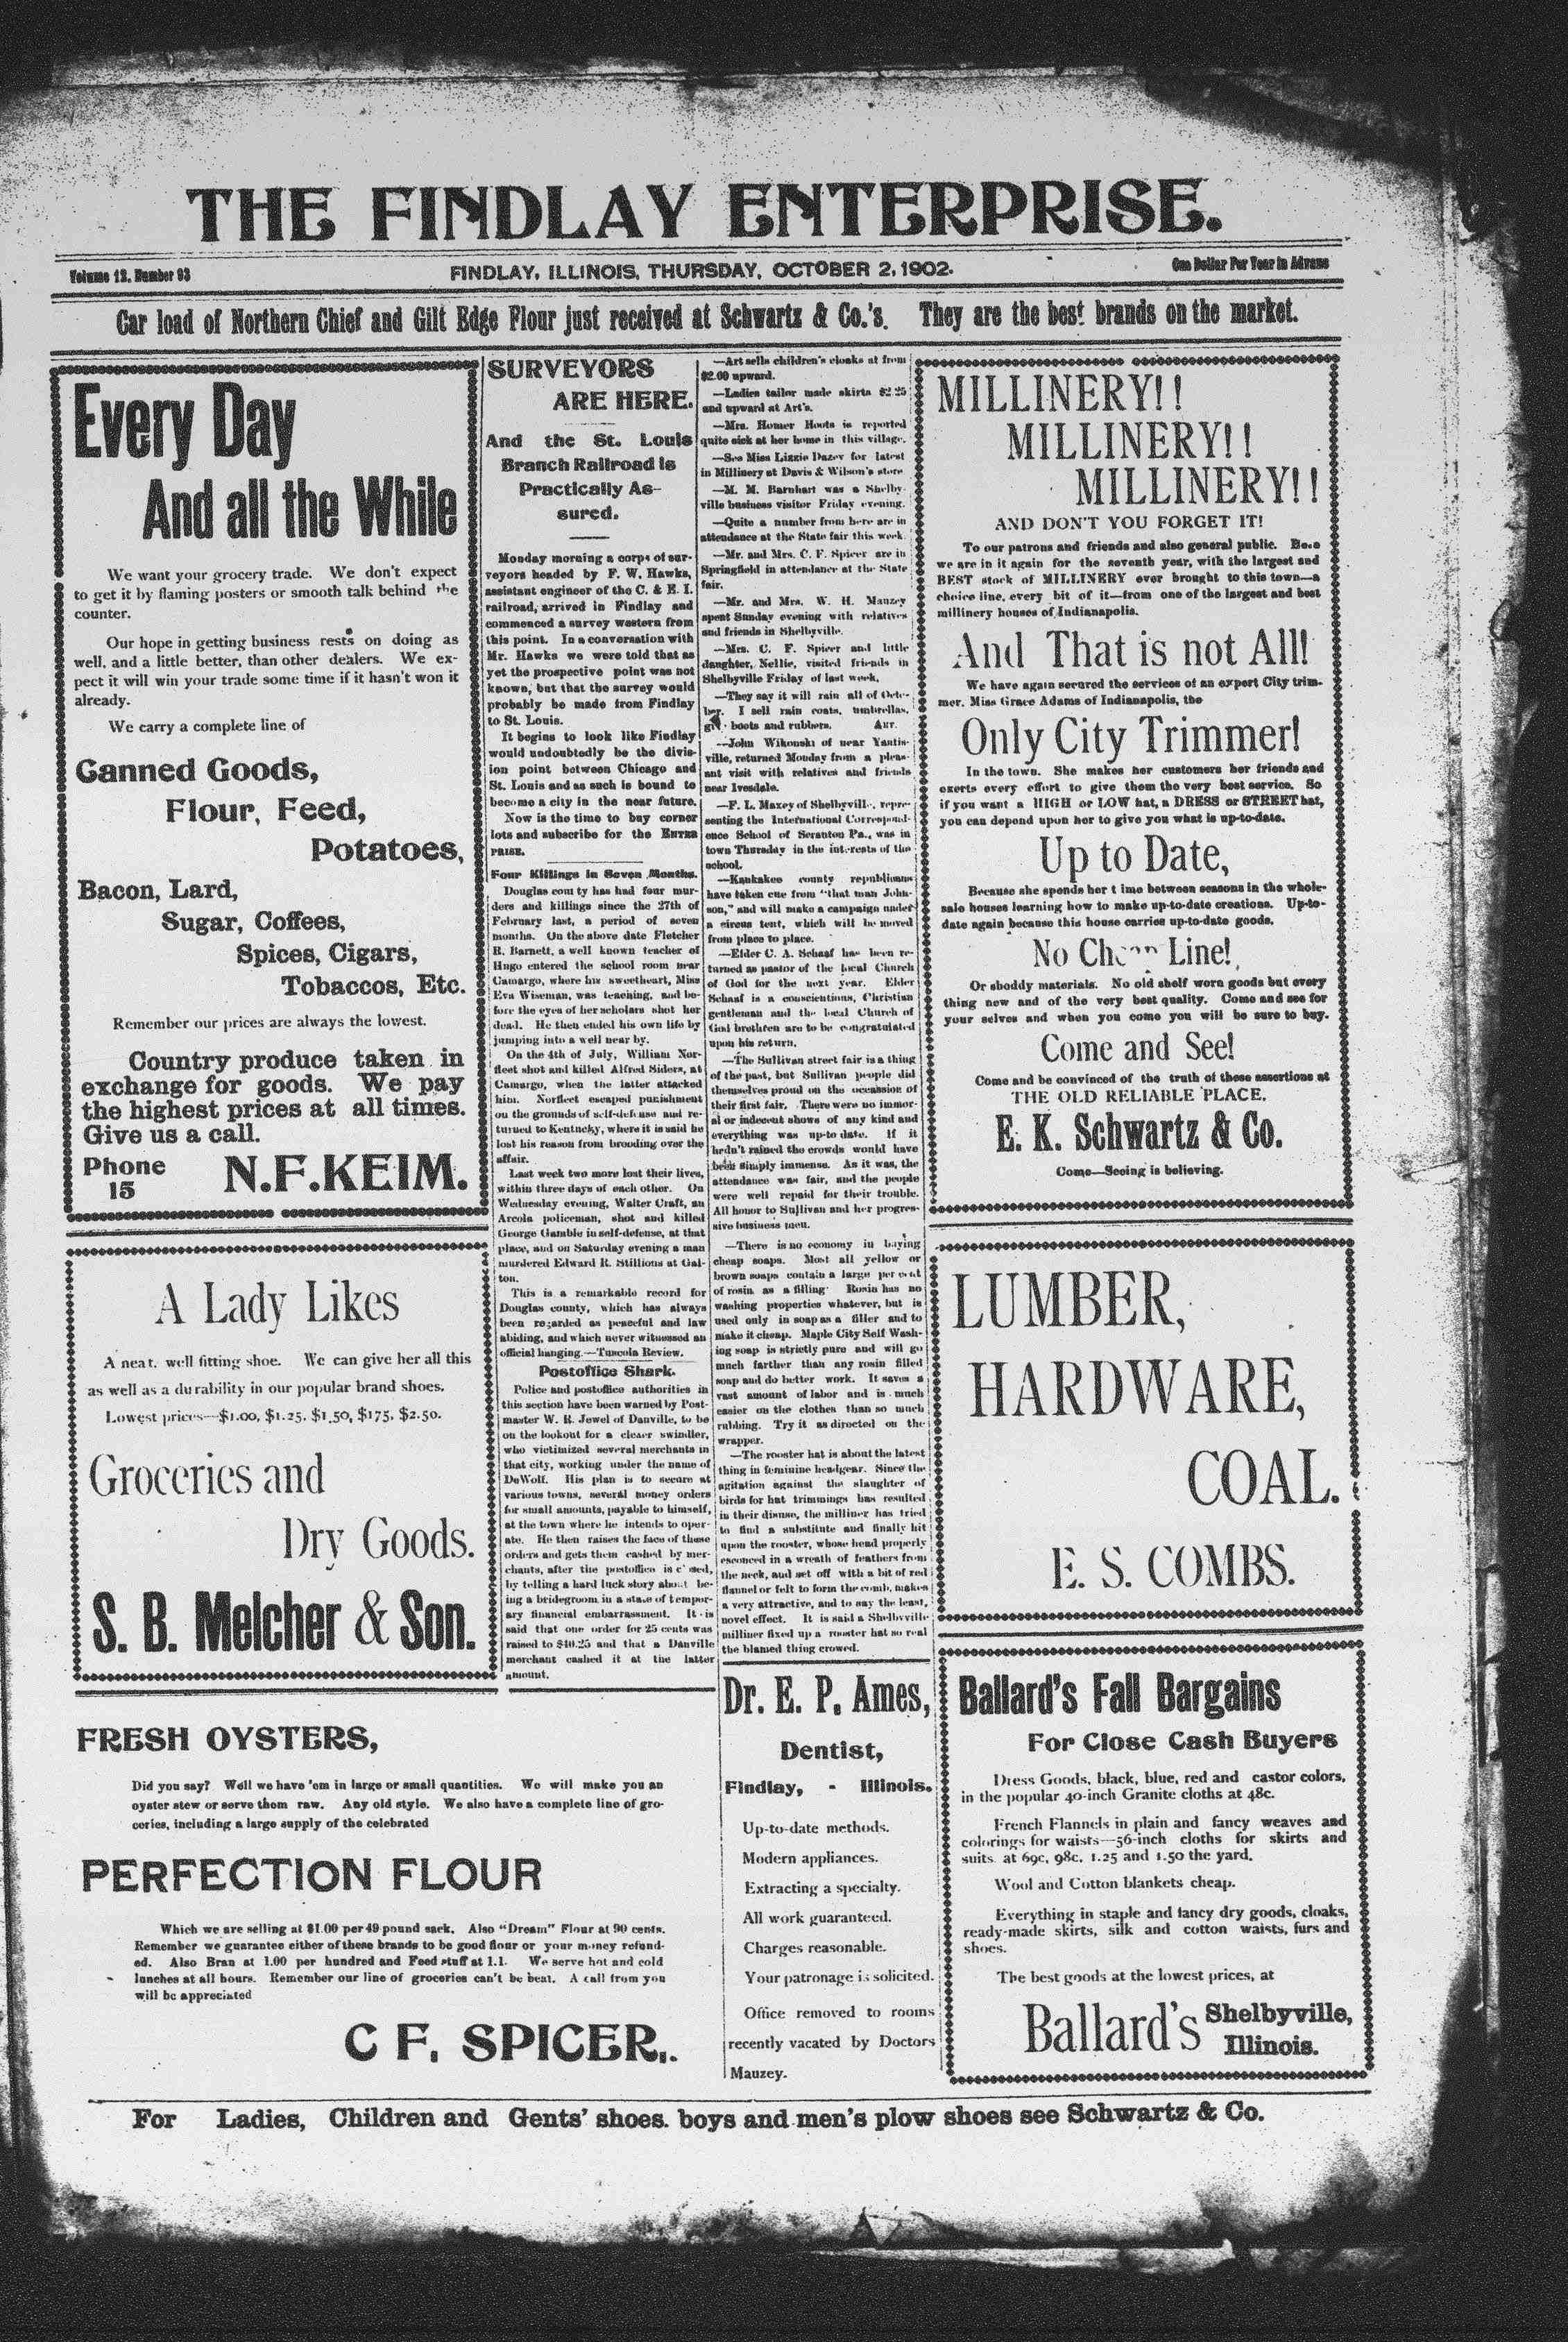 THE FINDLAY ENTERPRISE.
Volume 13, Number 93
FINDLAY, ILLINOIS, THURSDAY, OCTOBER 2, 1902.
One Dollar Per Year in Advans
Car load of Northern Chief and Gilt Edge Flour just received at Schwartz & Co.'s. They are the best brands on the market.
Every Day
And all the While
We want your grocery trade. We don't expect
to get it by flaming posters or smooth talk behind the
counter.
Our hope in getting business rests on doing as
well, and a little better, than other dealers. We ex-
pect it will win your trade some time if it hasn't won it
already.
We carry a complete line of
Canned Goods,
Flour, Feed,
Potatoes,
Bacon, Lard,
Sugar, Coffees,
Spices, Cigars,
Tobaccos, Etc.
Remember our prices are always the lowest.
Country produce taken in
exchange for goods. We pay
the highest prices at all times.
Give us a call.
Phone
15
N.F.KEIM.
A Lady Likes
A neat, well fitting shoe. We can give her all this
as well as a durability in our popular brand shoes.
Lowest prices—$1.00, $1.25, $1.50, $175, $2.50.
Groceries and
Dry Goods.
S. B. Melcher & Son.
SURVEYORS
ARE HERE.
And the St. Louis
Branch Railroad is
Practically As-
sured.
Monday morning a corps of sur-
veyors headed by F. W. Hawks,
assistant engineer of the C. & E. I.
railroad, arrived in Findlay and
commenced a survey western from
this point. In a conversation with
Mr. Hawks we were told that as
yet the prospective point was not
known, but that the survey would
probably be made from Findlay
to St. Louis.
It begins to look like Findlay
would undoubtedly be the divis-
ion point between Chicago and
St. Louis and as such is bound to
become a city in the near future.
Now is the time to buy corner
lots and subscribe for the ENTER
PRISE.
Four Killings in Seven Months.
Douglas county has had four mur-
ders and killings since the 27th of
February last, a period of seven
months. On the above date Fletcher
R. Barnett, a well known teacher of
Hugo entered the school room near
Camargo, where his sweetheart, Miss
Eva Wiseman, was teaching, and be-
fore the eyes of her scholars shot her
dead. He then ended his own life by
jumping into a well near by.
On the 4th of July, William Nor-
fleet shot and killed Alfred Siders, at
Camargo, when the latter attacked
him. Norfleet escaped punishment
on the grounds of self-defense and re-
turned to Kentucky, where it is said he
lost his reason from brooding over the
affair.
Last week two more lost their lives,
within three days of each other. On
Wednesday evening, Walter Craft, an
Arcola policeman, shot and killed
George Gamble in self-defense, at that
place, and on Saturday evening a man
murdered Edward R. Stillions at Gal-
ton.
This is a remarkable record for
Douglas county, which has always
been regarded as peaceful and law
abiding, and which never witnessed an
official hanging.—Tuscola Review.
Postoffice Shark.
Police and postoffice authorities in
this section have been warned by Post-
master W. R. Jewel of Danville, to be
on the lookout for a clever swindler,
who victimized several merchants in
that city, working under the name of
DeWolf. His plan is to secure at
various towns, several money orders
for small amounts, payable to himself,
at the town where he intends to oper-
ate. He then raises the face of these
orders and gets them cashed by mer-
chants, after the postoffice is c' sed,
by telling a hard luck story about be-
ing a bridegroom in a state of tempor-
ary financial embarrassment. It is
said that one order for 25 cents was
raised to $40.25 and that a Danville
merchant cashed it at the latter
amount.
—Art sells children's cloaks at from
$2.00 upward.
—Ladies tailor made skirts $2.25
and upward at Art's.
—Mrs. Homer Hoots is reported
quite sick at her home in this village.
—See Miss Lizzie Dazey for latest
in Millinery at Davis & Wilson's store
—M. M. Barnhart was a Shelby-
ville business visitor Friday evening.
—Quite a number from here are in
attendance at the State fair this week.
—Mr. and Mrs. C. F. Spicer are in
Springfield in attendance at the State
fair.
—Mr. and Mrs. W. H. Mauzey
spent Sunday evening with relatives
and friends in Shelbyville.
—Mrs. C. F. Spicer and little
daughter, Nellie, visited friends in
Shelbyville Friday of last week.
—They say it will rain all of Octo-
ber. I sell rain coats, umbrellas,
boots and rubbers. ART.
—John Wikonski of near Yantis-
ville, returned Monday from a pleas-
ant visit with relatives and friends
near Ivesdale.
—F. L. Maxey of Shelbyville, repre-
senting the International Correspond-
ence School of Scranton Pa., was in
town Thursday in the interests of the
school.
—Kankakee county republicans
have taken cue from "that man John-
son," and will make a campaign under
a circus tent, which will be moved
from place to place.
—Elder C. A. Schaaf has been re-
turned as pastor of the local Church
of God for the next year. Elder
Schaaf is a conscientious, Christian
gentleman and the local Church of
God brethren are to be congratulated
upon his return.
—The Sullivan street fair is a thing
of the past, but Sullivan people did
themselves proud on the occassion of
their first fair. There were no immor-
al or indecent shows of any kind and
everything was up-to date. If it
hedn't rained the crowds would have
been simply immense. As it was, the
attendance was fair, and the people
were well repaid for their trouble.
All honor to Sullivan and her progres-
sive business men.
—There is no economy in buying
cheap soaps. Most all yellow or
brown soaps contain a large per cent
of rosin as a filling. Rosin has no
washing properties whatever, but is
used only in soap as a filler and to
make it cheap. Maple City Self Wash-
ing soap is strictly pure and will go
much farther than any rosin filled
soap and do better work. It saves a
vast amount of labor and is much
easier on the clothes than so much
rubbing. Try it as directed on the
wrapper.
—The rooster hat is about the latest
thing in feminine headgear. Since the
agitation against the slaughter of
birds for hat trimmings has resulted
in their disuse, the milliner has tried
to find a substitute and finally hit
upon the rooster, whose head properly
esconced in a wreath of feathers from
the neck, and set off with a bit of red
flannel or felt to form the comb, makes
a very attractive, and to say the least,
novel effect. It is said a Shelbyville
milliner fixed up a rooster hat so real
the blamed thing crowed.
MILLINERY!!
MILLINERY!!
MILLINERY!!
AND DON'T YOU FORGET IT!
To our patrons and friends and also general public. Here
we are in it again for the seventh year, with the largest and
BEST stock of MILLINERY ever brought to this town—a
choice line, every bit of it—from one of the largest and best
millinery houses of Indianapolis.
And That is not All!
We have again secured the services of an expert City trim-
mer, Miss Grace Adams of Indianapolis, the
Only City Trimmer!
In the town. She makes her customers her friends and
exerts every effort to give them the very best service. So
if you want a HIGH or LOW hat, a DRESS or STREET hat,
you can depend upon her to give you what is up-to-date.
Up to Date,
Because she spends her t ime between seasons in the whole-
sale houses learning how to make up-to-date creations. Up-to-
date again because this house carries up-to-date goods.
No Cheap Line!
Or shoddy materials. No old shelf worn goods but every
thing new and of the very best quality. Come and see for
your selves and when you come you will be sure to buy.
Come and See!
Come and be convinced of the truth of these assertions at
THE OLD RELIABLE PLACE.
E. K. Schwartz & Co.
Come—Seeing is believing.
LUMBER,
HARDWARE,
COAL.
E. S. COMBS.
FRESH OYSTERS,
Did you say? Well we have 'em in large or small quantities. We will make you an
oyster stew or serve them raw. Any old style. We also have a complete line of gro-
ceries, including a large supply of the celebrated
PERFECTION FLOUR
Which we are selling at $1.00 per 49 pound sack. Also "Dream" Flour at 90 cents.
Remember we guarantee either of these brands to be good flour or your money refund-
ed. Also Bran at 1.00 per hundred and Feed stuff at 1.1. We serve hot and cold
lunches at all hours. Remember our line of groceries can't be beat. A call from you
will be appreciated
C F. SPICER,.
Dr. E. P. Ames,
Dentist,
Findlay, - Illinois.
Up-to-date methods.
Modern appliances.
Extracting a specialty.
All work guaranteed.
Charges reasonable.
Your patronage is solicited.
Office removed to rooms
recently vacated by Doctors
Mauzey.
Ballard's Fall Bargains
For Close Cash Buyers
Dress Goods, black, blue, red and castor colors,
in the popular 40-inch Granite cloths at 48c.
French Flannels in plain and fancy weaves and
colorings for waists—56-inch cloths for skirts and
suits at 69c, 98c, 1.25 and 1.50 the yard.
Wool and Cotton blankets cheap.
Everything in staple and fancy dry goods, cloaks,
ready-made skirts, silk and cotton waists, furs and
shoes.
The best goods at the lowest prices, at
Ballard's Shelbyville,
Illinois.
For Ladies, Children and Gents' shoes. boys and men's plow shoes see Schwartz & Co.